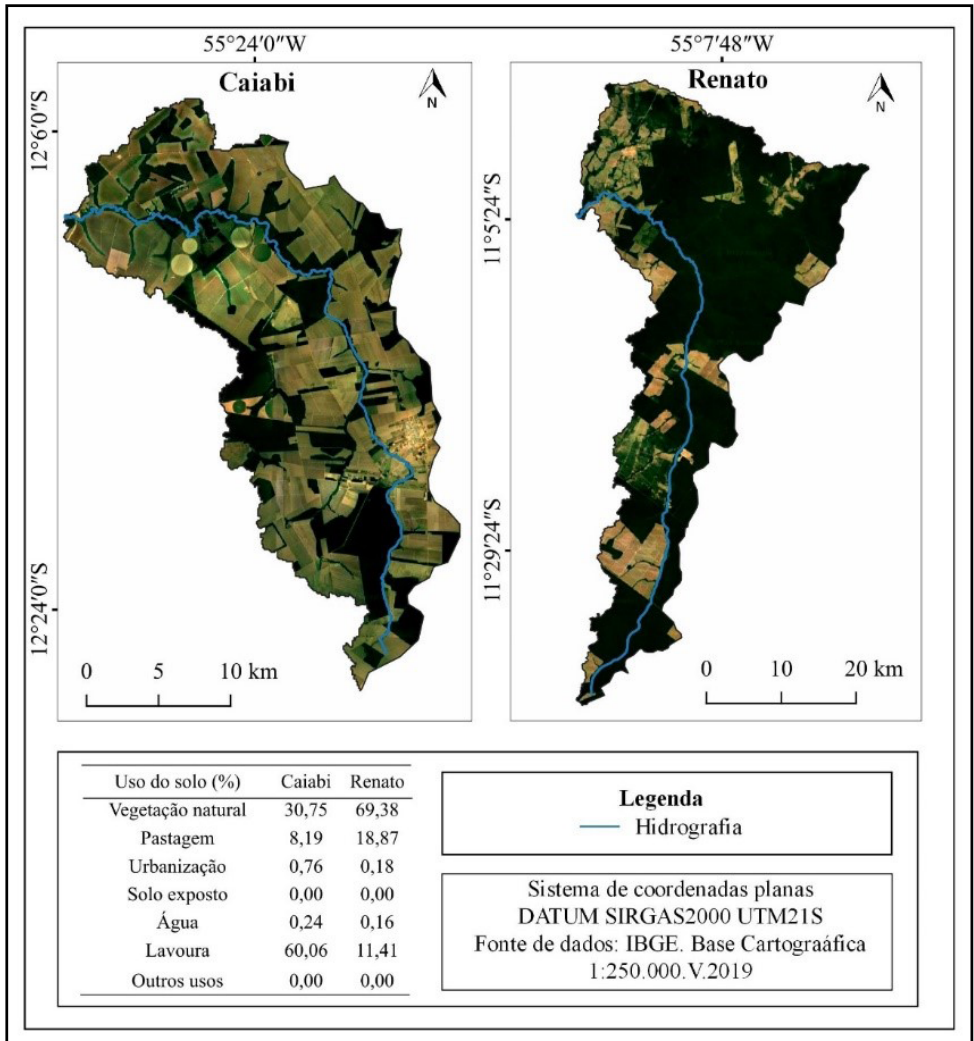 55°24′0″W
55°7′48″W
Caiabi
Renato
N
N
12°6′0″S
11°5′24″S
11°29′24″S
12°24′0″S
0 5 10 km
0 10 20 km
Uso do solo (%) Caiabi Renato
Vegetação natural 30,75 69,38
Pastagem 8,19 18,87
Urbanização 0,76 0,18
Solo exposto 0,00 0,00
Água 0,24 0,16
Lavoura 60,06 11,41
Outros usos 0,00 0,00
Legenda
Hidrografia
Sistema de coordenadas planas
DATUM SIRGAS2000 UTM21S
Fonte de dados: IBGE. Base Cartograáfica
1:250.000.V.2019